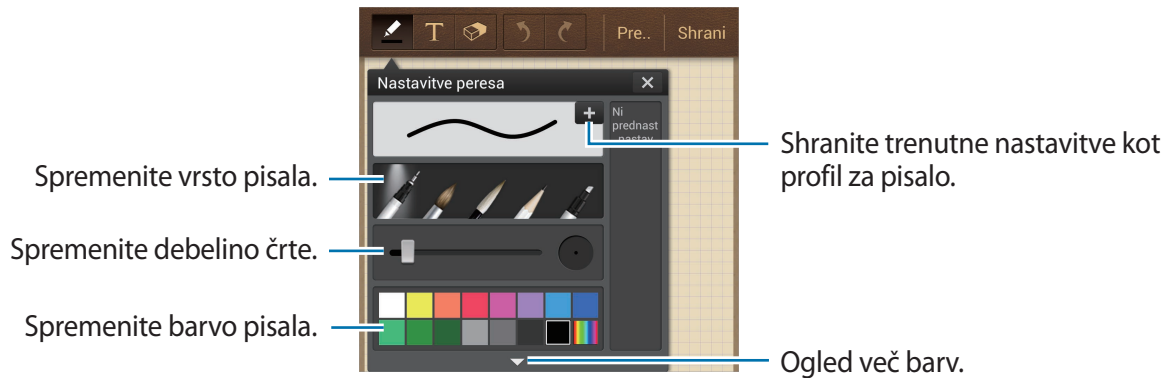 T
Pre..
Shrani
Nastavitve peresa
Ni
prednast
nastav
Spremenite vrsto pisala.
Spremenite debelino črte.
Spremenite barvo pisala.
Shranite trenutne nastavitve kot
profil za pisalo.
Ogled več barv.